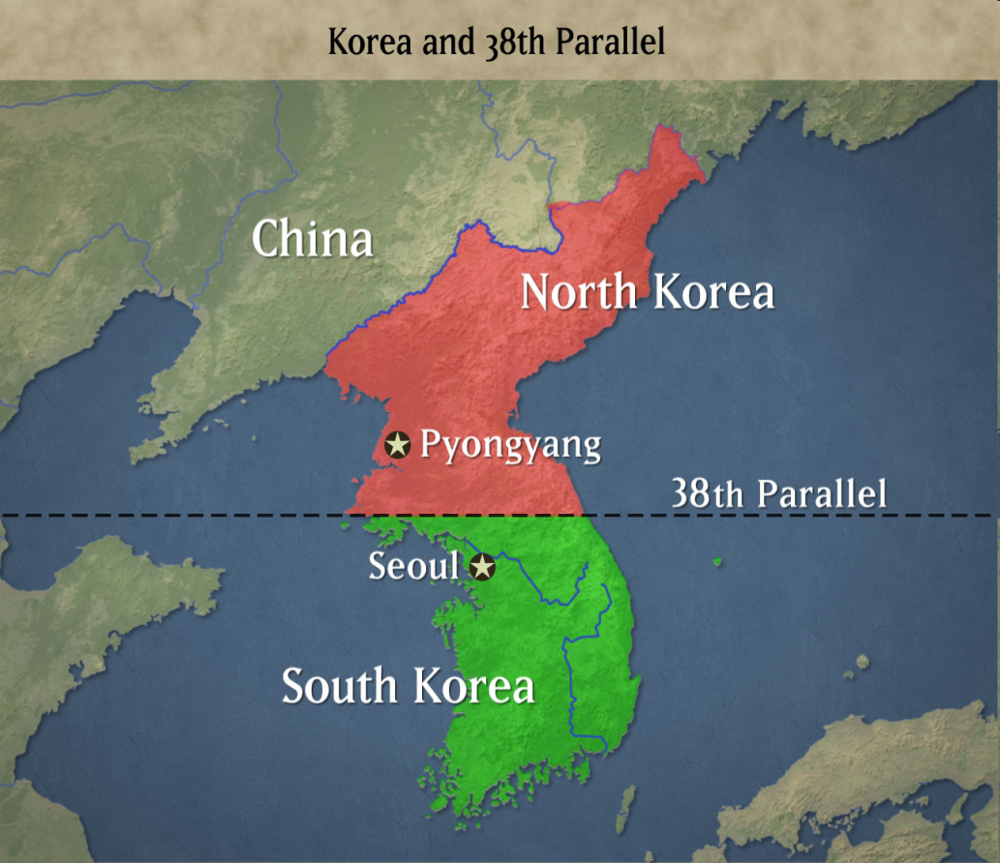 Korea and 38th Parallel
China
North Korea
Pyongyang
38th Parallel
Seoul
South Korea